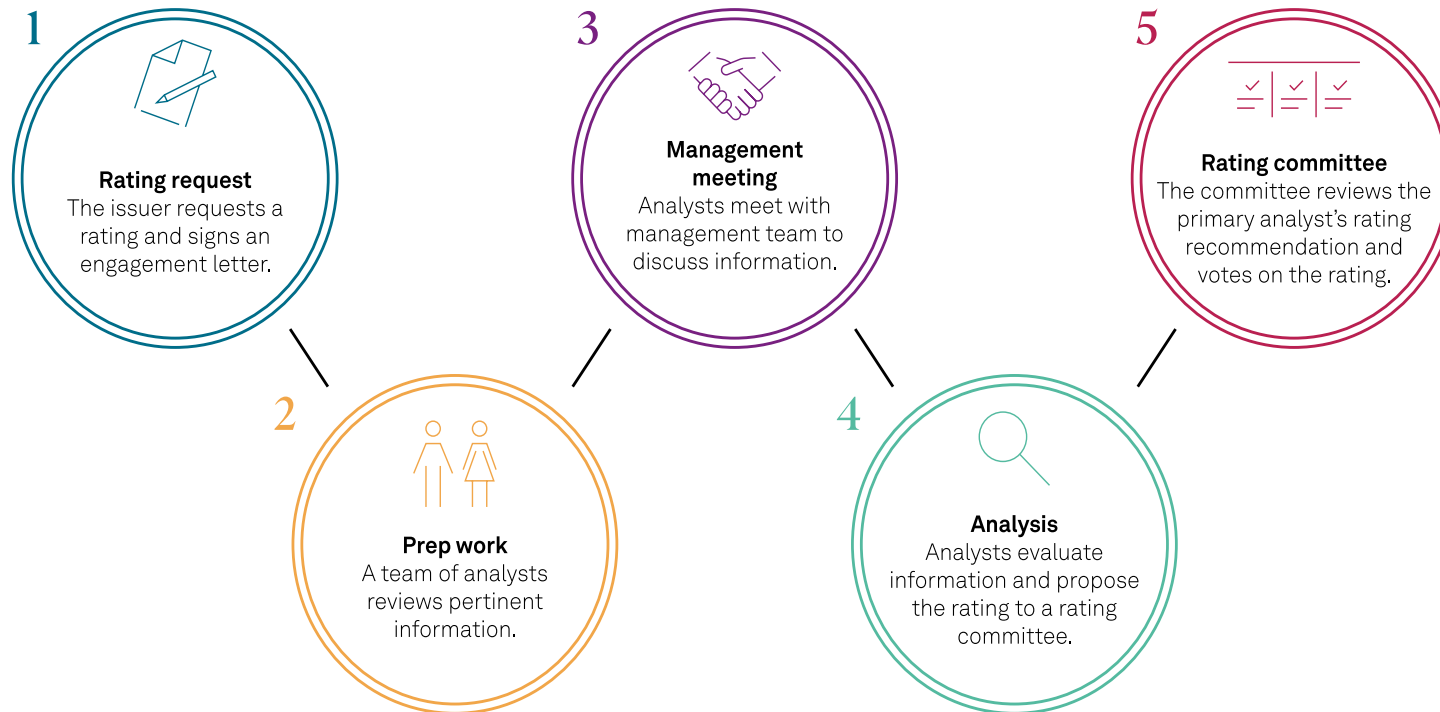 1
Rating request
The issuer requests a
rating and signs an
engagement letter.
2
Prep work
A team of analysts
reviews pertinent
information.
3
Management
meeting
Analysts meet with
management team to
discuss information.
4
Analysis
Analysts evaluate
information and propose
the rating to a rating
committee.
5
Rating committee
The committee reviews the
primary analyst’s rating
recommendation and
votes on the rating.